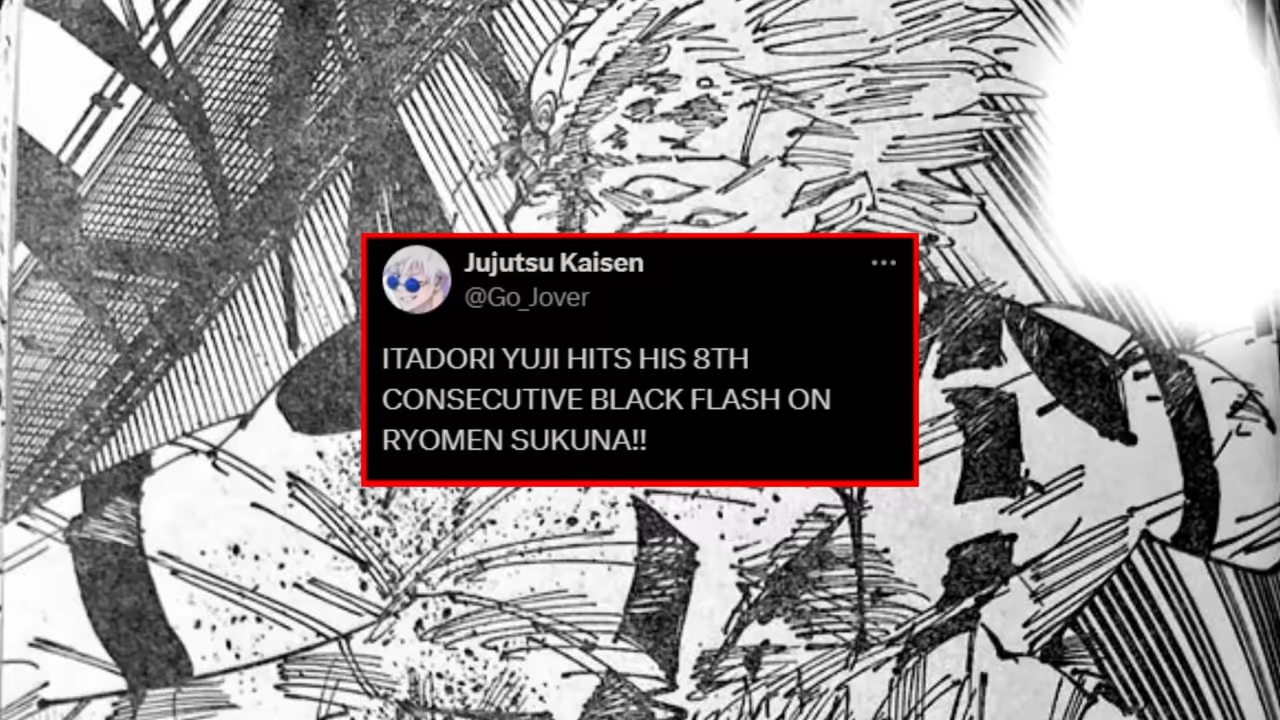 Jujutsu Kaisen
@Go_Jover
ITADORI YUJI HITS HIS 8TH
CONSECUTIVE BLACK FLASH ON
RYOMEN SUKUNA!!